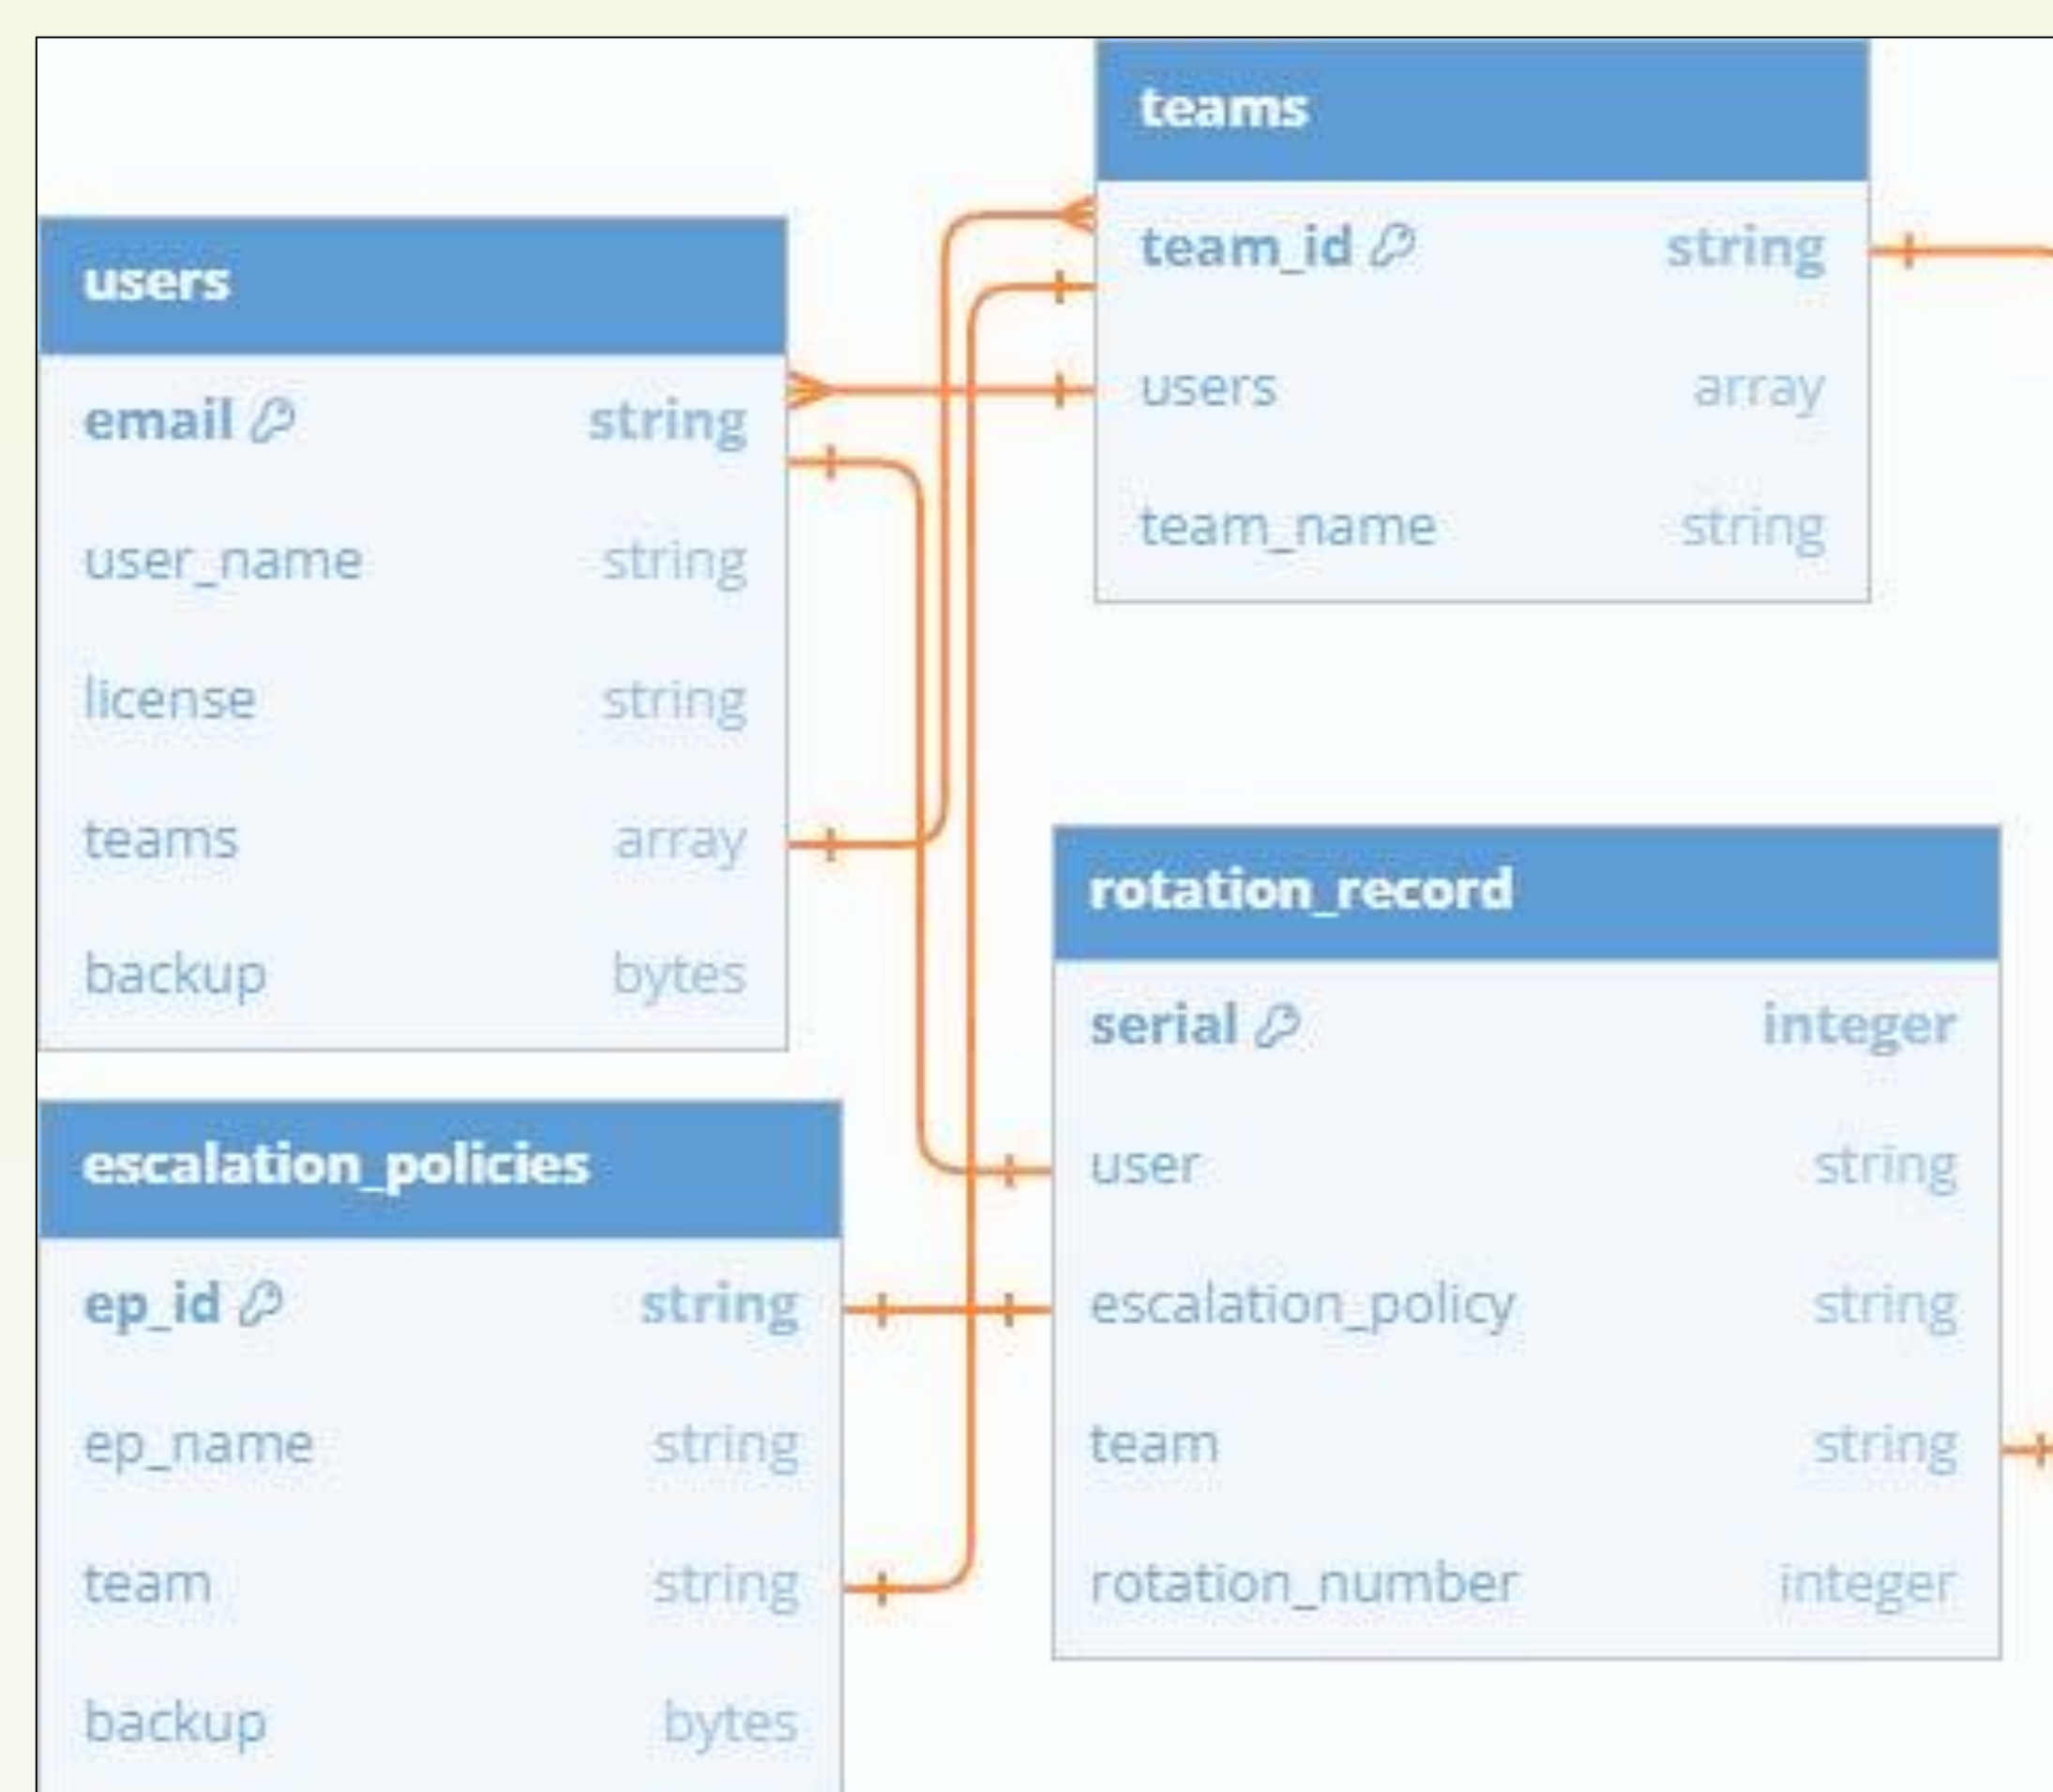 teams
team_id string
users array
team_name string
users
email string
user_name string
license string
teams array
backup bytes
rotation_record
serial integer
user string
escalation_policy string
team string
rotation_number integer
escalation_policies
ep_id string
ep_name string
team string
backup bytes